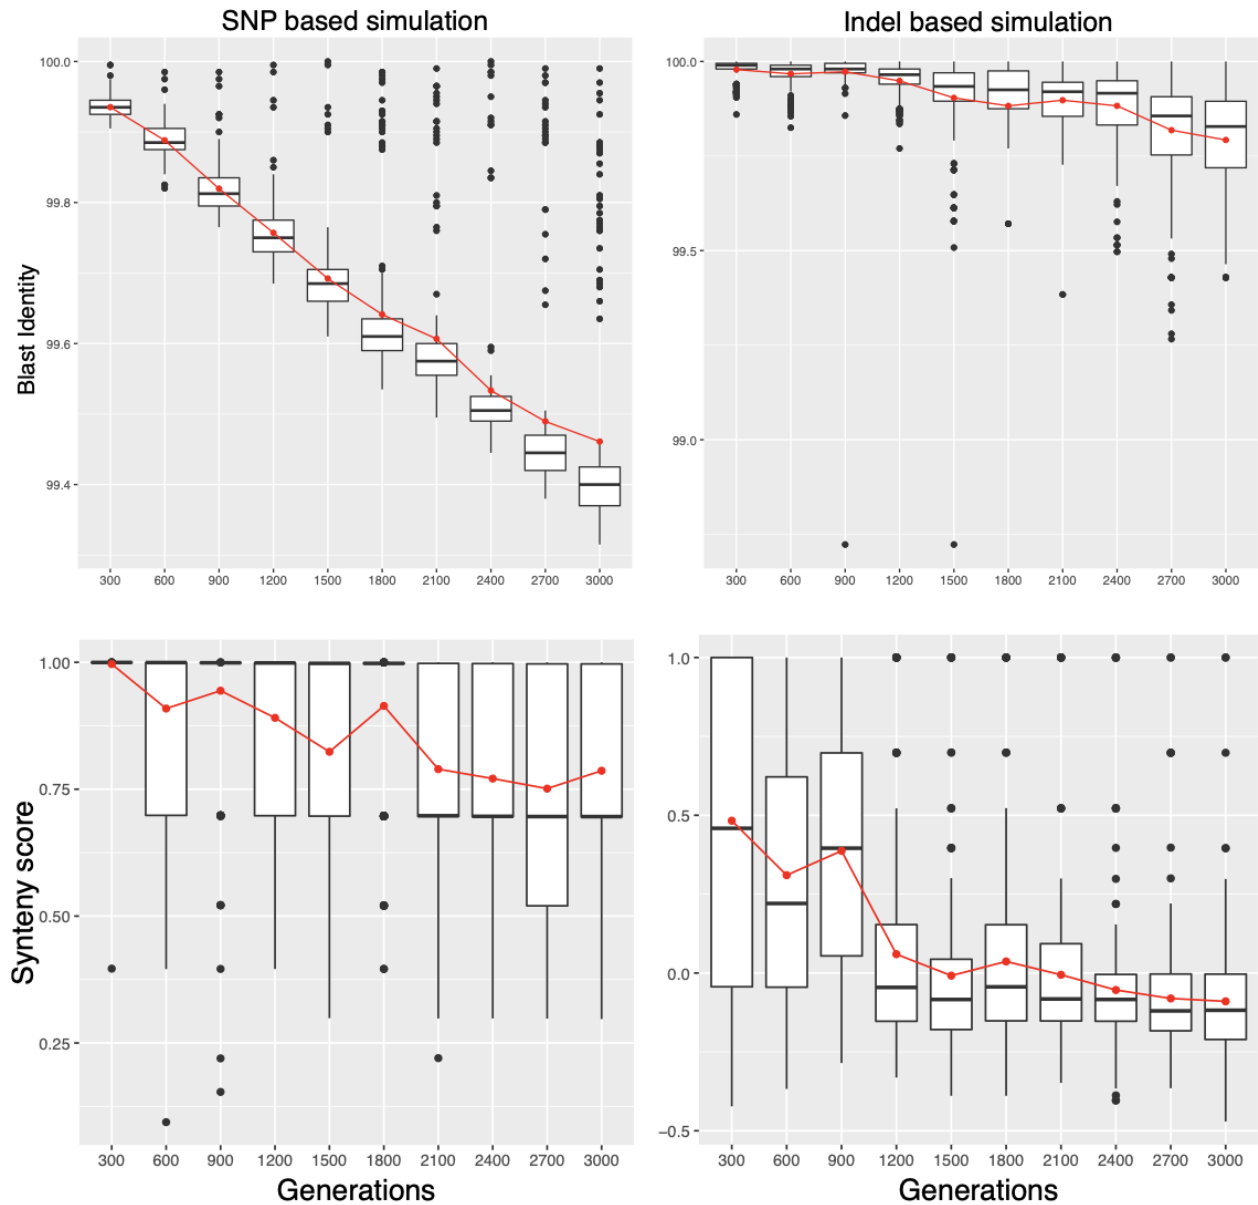 SNP based simulation
Indel based simulation
Blast Identity
100.0
99.8
99.6
99.4
300 600 900 1200 1500 1800 2100 2400 2700 3000
100.0
99.5
99.0
300 600 900 1200 1500 1800 2100 2400 2700 3000
Synteny score
1.00
0.75
0.50
0.25
300 600 900 1200 1500 1800 2100 2400 2700 3000
Generations
1.0
0.5
0.0
−0.5
300 600 900 1200 1500 1800 2100 2400 2700 3000
Generations